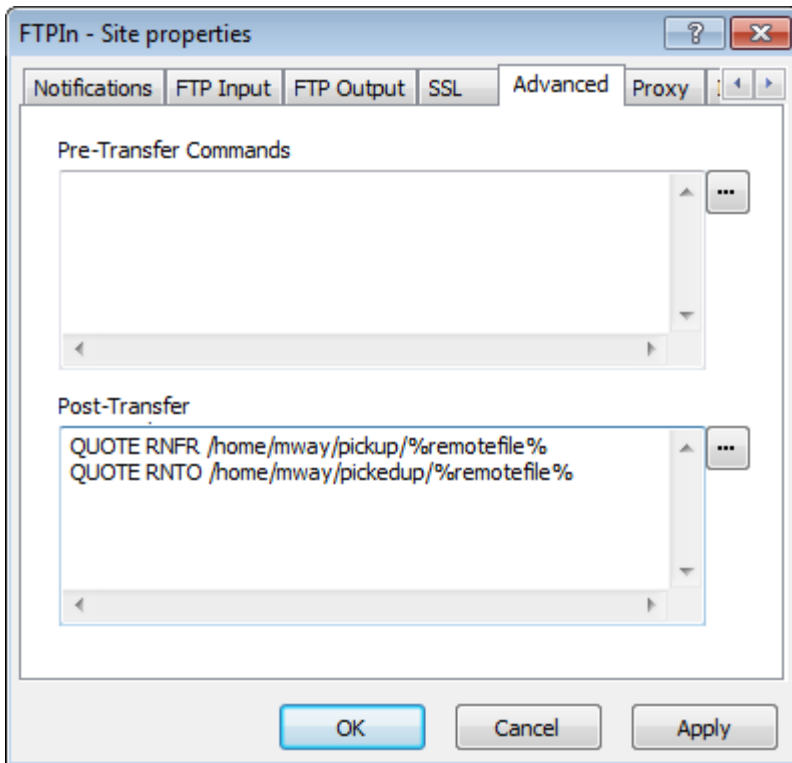 FTPIn - Site properties
Notifications FTP Input FTP Output SSL Advanced Proxy
Pre-Transfer Commands
...
Post-Transfer
QUOTE RNFR /home/mway/pickup/%remotefile%
QUOTE RNTO /home/mway/pickedup/%remotefile%
...
OK Cancel Apply